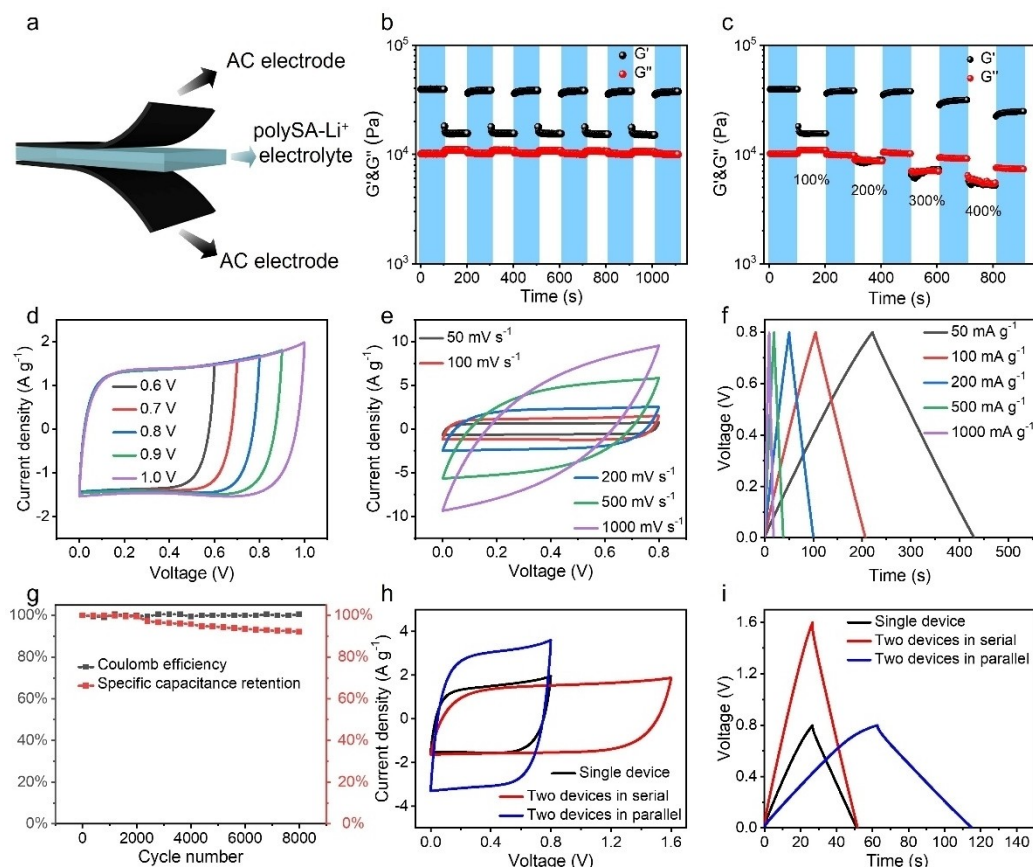 a
AC electrode
polySA-Li⁺
electrolyte
AC electrode
b
G'
G''
10⁵
10⁴
10³
G'&G'' (Pa)
0 200 400 600 800 1000
Time (s)
c
G'
G''
10⁵
10⁴
10³
G'&G'' (Pa)
100%
200%
300%
400%
0 200 400 600 800
Time (s)
d
2
1
0
-1
-2
Current density (A g⁻¹)
0.6 V
0.7 V
0.8 V
0.9 V
1.0 V
0.0 0.2 0.4 0.6 0.8 1.0
Voltage (V)
e
50 mV s⁻¹
100 mV s⁻¹
200 mV s⁻¹
500 mV s⁻¹
1000 mV s⁻¹
10
5
0
-5
-10
Current density (A g⁻¹)
0.0 0.2 0.4 0.6 0.8
Voltage (V)
f
50 mA g⁻¹
100 mA g⁻¹
200 mA g⁻¹
500 mA g⁻¹
1000 mA g⁻¹
0.8
0.6
0.4
0.2
0.0
Voltage (V)
0 100 200 300 400 500
Time (s)
g
100%
80%
60%
40%
20%
0%
Coulomb efficiency
Specific capacitance retention
100%
80%
60%
40%
20%
0%
0 2000 4000 6000 8000
Cycle number
h
4
2
0
-2
-4
Current density (A g⁻¹)
Single device
Two devices in serial
Two devices in parallel
0.0 0.4 0.8 1.2 1.6
Voltage (V)
i
Single device
Two devices in serial
Two devices in parallel
1.6
1.2
0.8
0.4
0.0
Voltage (V)
0 20 40 60 80 100 120 140
Time (s)